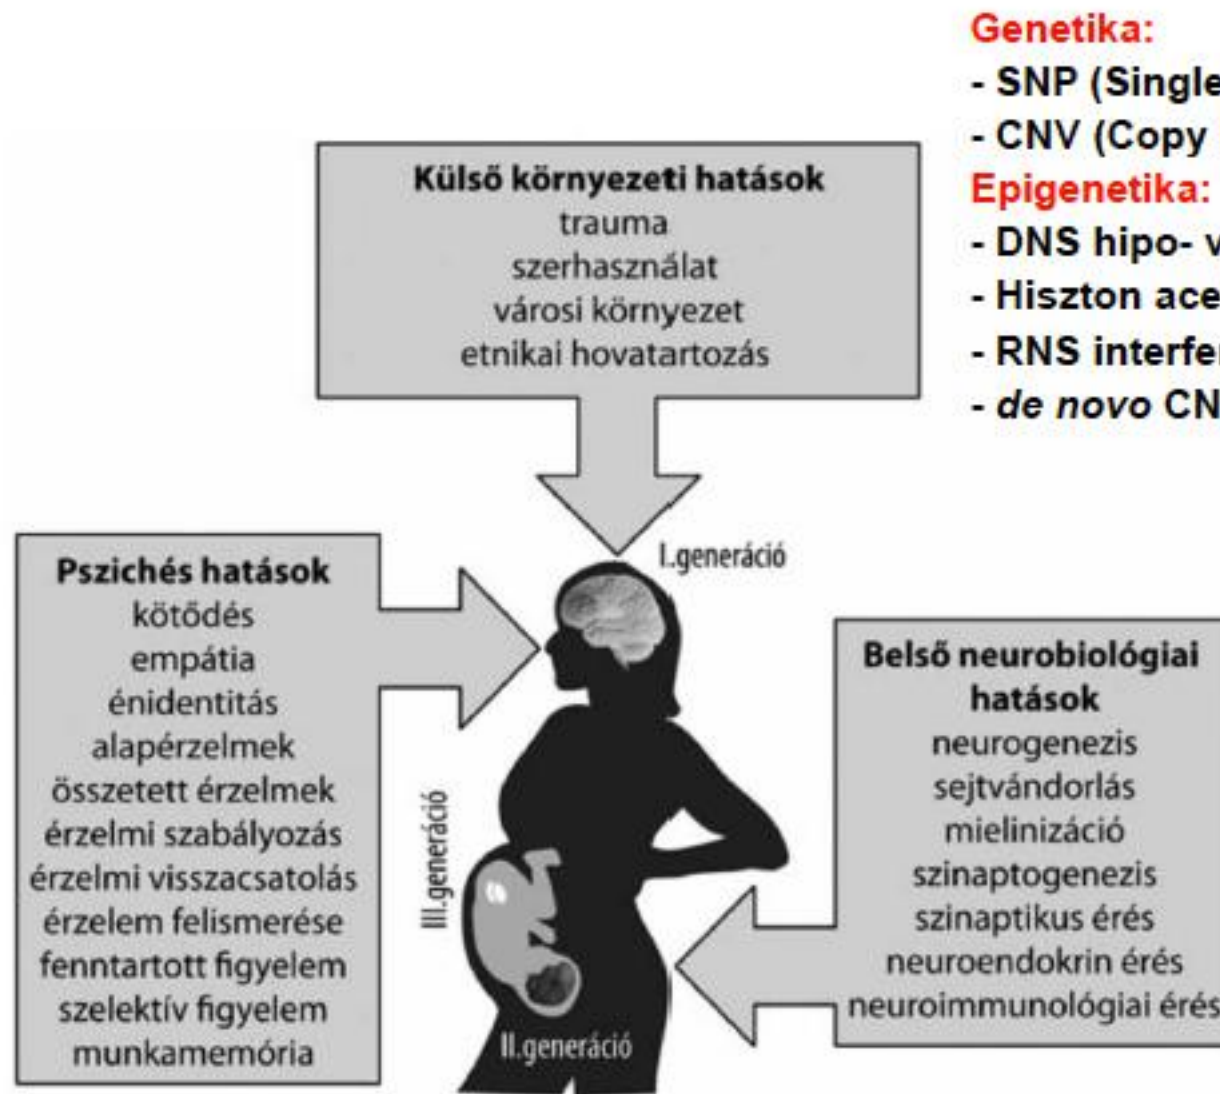 Genetika:
- SNP (Single
- CNV (Copy
Epigenetika:
- DNS hipo- v
- Hiszton ace
- RNS interfe
- de novo CN
Külső környezeti hatások
trauma
szerhasználat
városi környezet
etnikai hovatartozás
I.generáció
Pszichés hatások
kötődés
empátia
énidentitás
alapérzelmek
összetett érzelmek
érzelmi szabályozás
érzelmi visszacsatolás
érzelem felismerése
fenntartott figyelem
szelektív figyelem
munkamemória
III.generáció
II.generáció
Belső neurobiológiai
hatások
neurogenezis
sejtvándorlás
mielinizáció
szinaptogenezis
szinaptikus érés
neuroendokrin érés
neuroimmunológiai érés